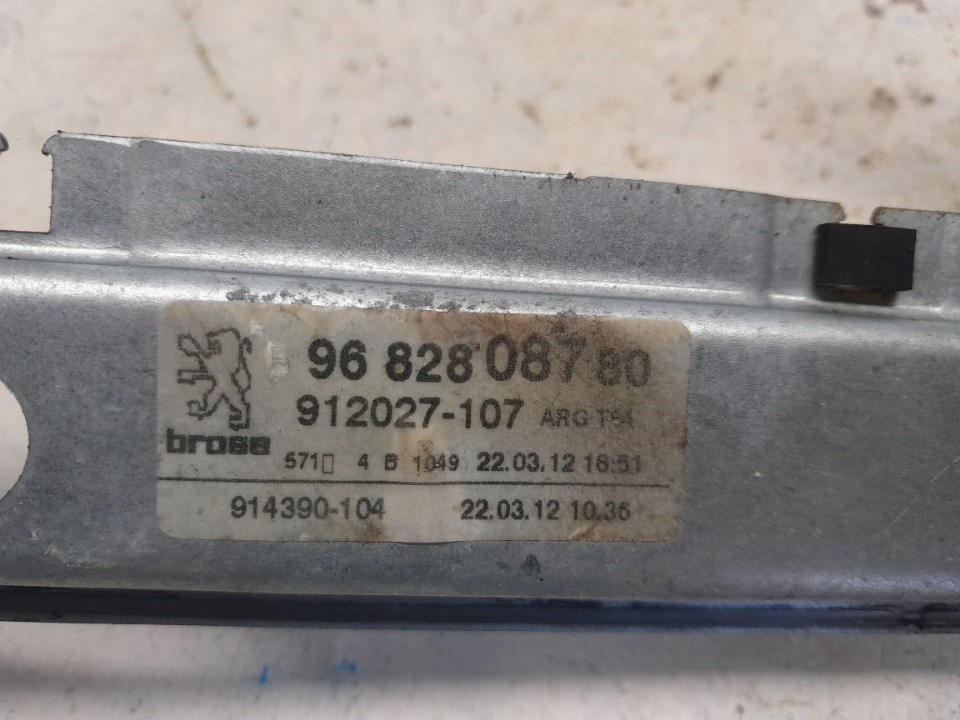 96 828 087 80
912027-107 ARG T84
brose
571▯ 4 B 1049 22.03.12 16:51
914390-104 22.03.12 10.36